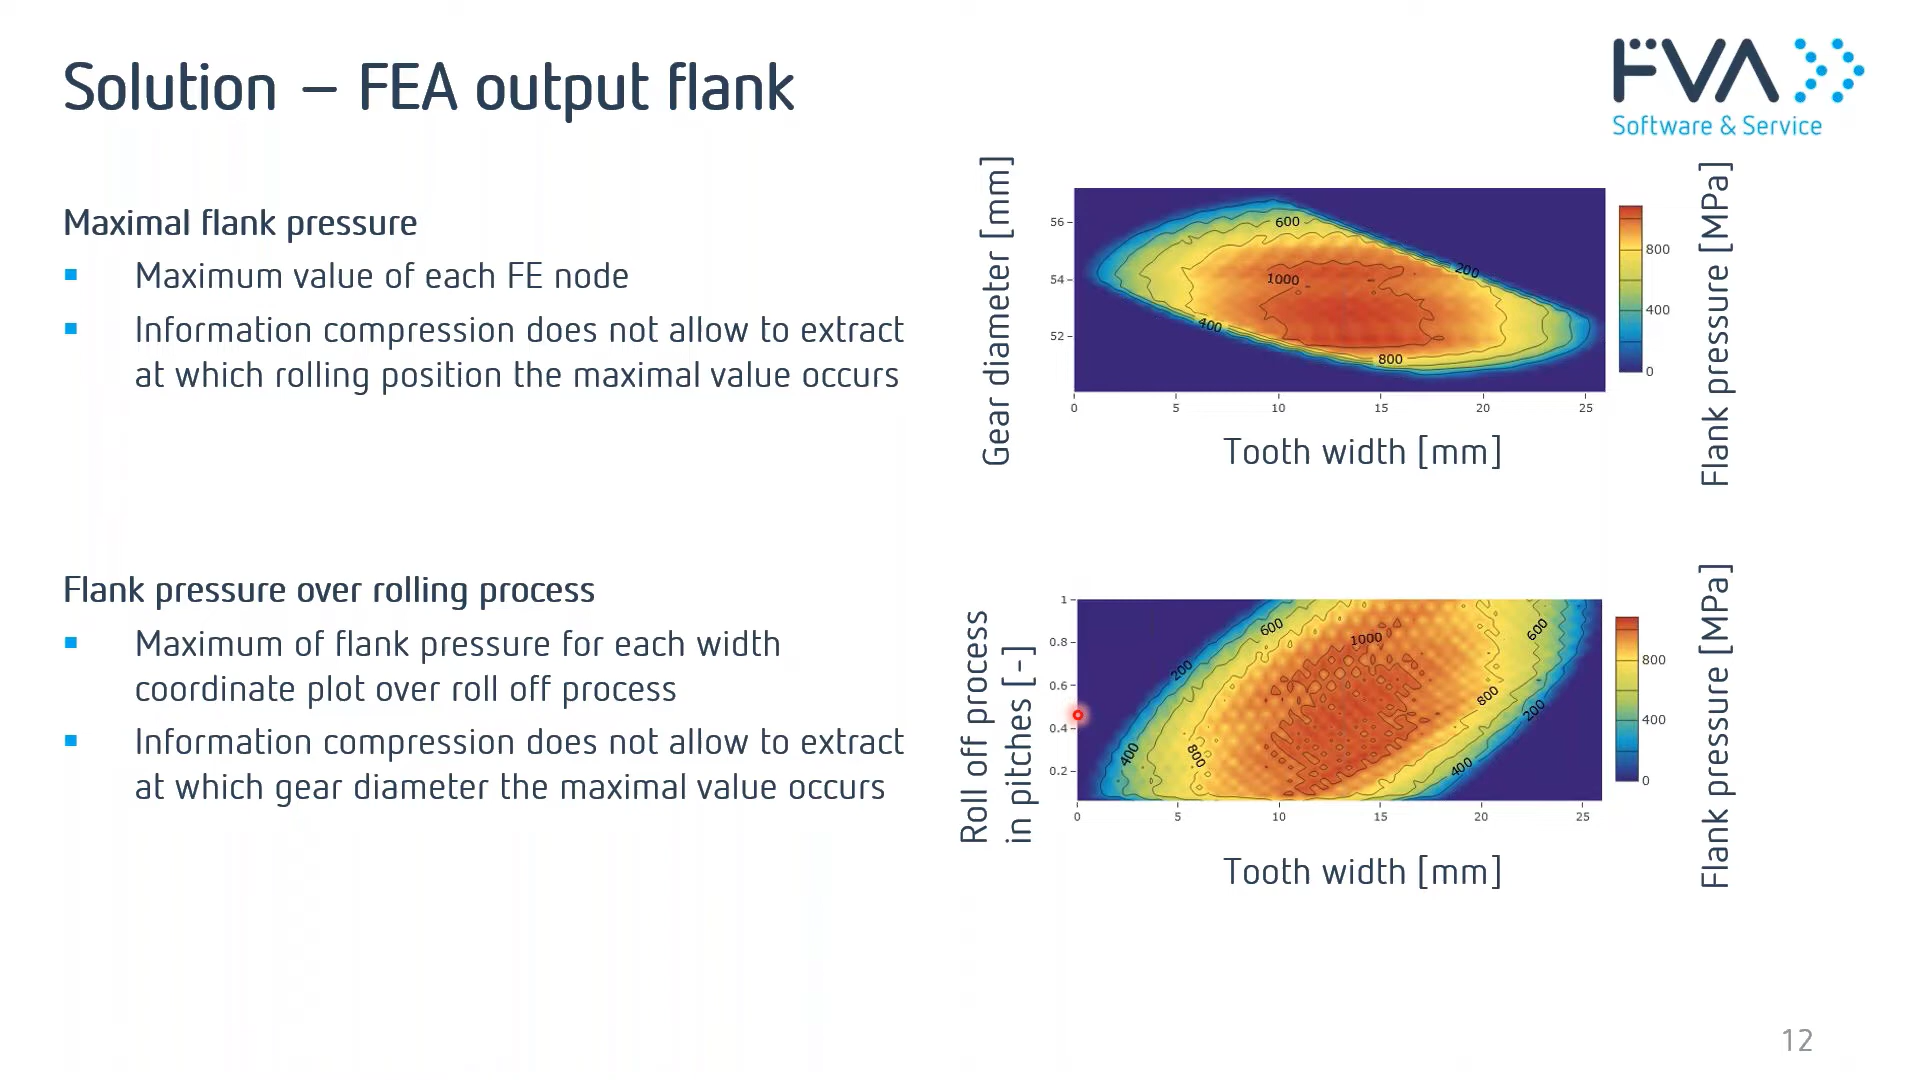 Solution – FEA output flank
FVA
Software & Service
Maximal flank pressure
Maximum value of each FE node
Information compression does not allow to extract
at which rolling position the maximal value occurs
Gear diameter [mm]
56
54
52
600
1000
200
400
800
0
5
10
15
20
25
Tooth width [mm]
800
400
0
Flank pressure [MPa]
Flank pressure over rolling process
Maximum of flank pressure for each width
coordinate plot over roll off process
Information compression does not allow to extract
at which gear diameter the maximal value occurs
Roll off process
in pitches [-]
1
0.8
0.6
0.4
0.2
600
1000
600
200
800
200
400
800
400
0
5
10
15
20
25
Tooth width [mm]
800
400
0
Flank pressure [MPa]
12